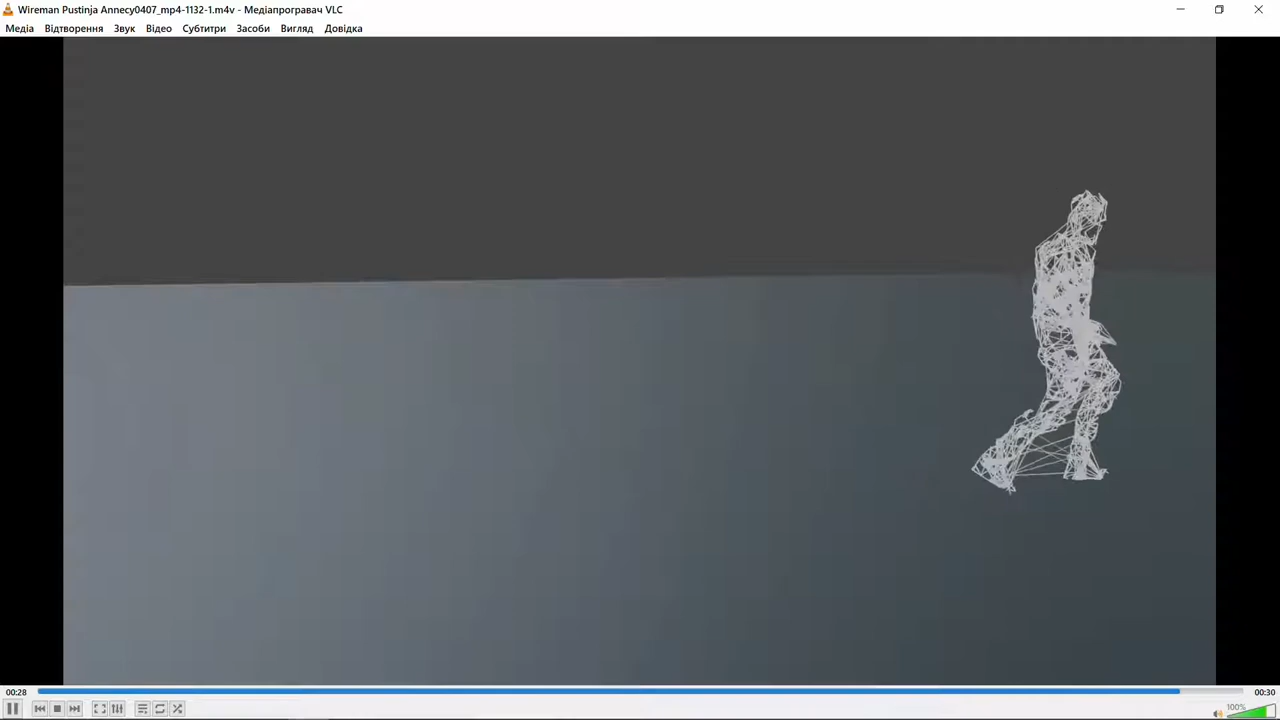 Wireman Pustinja Annecy0407_mp4-1132-1.m4v - Медіапрогравач VLC
Медіа Відтворення Звук Відео Субтитри Засоби Вигляд Довідка
00:28 00:30
100%